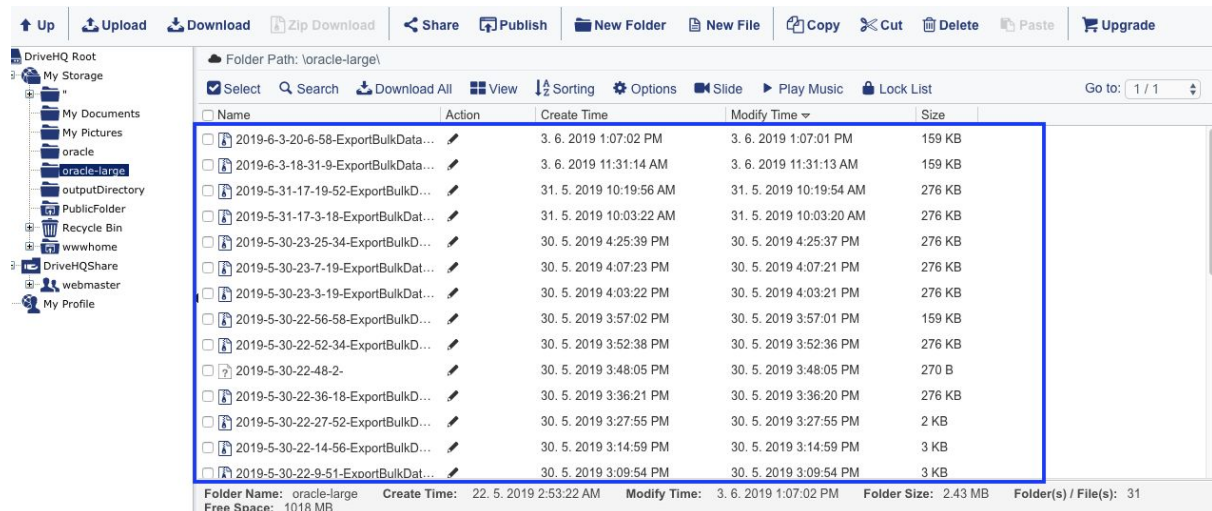 Up Upload Download Zip Download Share Publish New Folder New File Copy Cut Delete Paste Upgrade
DriveHQ Root
My Storage
"
My Documents
My Pictures
oracle
oracle-large
outputDirectory
PublicFolder
Recycle Bin
wwwhome
DriveHQShare
webmaster
My Profile
Folder Path: \oracle-large\
Select Search Download All View Sorting Options Slide Play Music Lock List Go to: 1 / 1
Name Action Create Time Modify Time Size
2019-6-3-20-6-58-ExportBulkData... 3. 6. 2019 1:07:02 PM 3. 6. 2019 1:07:01 PM 159 KB
2019-6-3-18-31-9-ExportBulkData... 3. 6. 2019 11:31:14 AM 3. 6. 2019 11:31:13 AM 159 KB
2019-5-31-17-19-52-ExportBulkD... 31. 5. 2019 10:19:56 AM 31. 5. 2019 10:19:54 AM 276 KB
2019-5-31-17-3-18-ExportBulkDat... 31. 5. 2019 10:03:22 AM 31. 5. 2019 10:03:20 AM 276 KB
2019-5-30-23-25-34-ExportBulkD... 30. 5. 2019 4:25:39 PM 30. 5. 2019 4:25:37 PM 276 KB
2019-5-30-23-7-19-ExportBulkDat... 30. 5. 2019 4:07:23 PM 30. 5. 2019 4:07:21 PM 276 KB
2019-5-30-23-3-19-ExportBulkDat... 30. 5. 2019 4:03:22 PM 30. 5. 2019 4:03:21 PM 276 KB
2019-5-30-22-56-58-ExportBulkD... 30. 5. 2019 3:57:02 PM 30. 5. 2019 3:57:01 PM 159 KB
2019-5-30-22-52-34-ExportBulkD... 30. 5. 2019 3:52:38 PM 30. 5. 2019 3:52:36 PM 276 KB
2019-5-30-22-48-2- 30. 5. 2019 3:48:05 PM 30. 5. 2019 3:48:05 PM 270 B
2019-5-30-22-36-18-ExportBulkD... 30. 5. 2019 3:36:21 PM 30. 5. 2019 3:36:20 PM 276 KB
2019-5-30-22-27-52-ExportBulkD... 30. 5. 2019 3:27:55 PM 30. 5. 2019 3:27:55 PM 2 KB
2019-5-30-22-14-56-ExportBulkD... 30. 5. 2019 3:14:59 PM 30. 5. 2019 3:14:59 PM 3 KB
2019-5-30-22-9-51-ExportBulkDat... 30. 5. 2019 3:09:54 PM 30. 5. 2019 3:09:54 PM 3 KB
Folder Name: oracle-large Create Time: 22. 5. 2019 2:53:22 AM Modify Time: 3. 6. 2019 1:07:02 PM Folder Size: 2.43 MB Folder(s) / File(s): 31
Free Space: 1018 MB